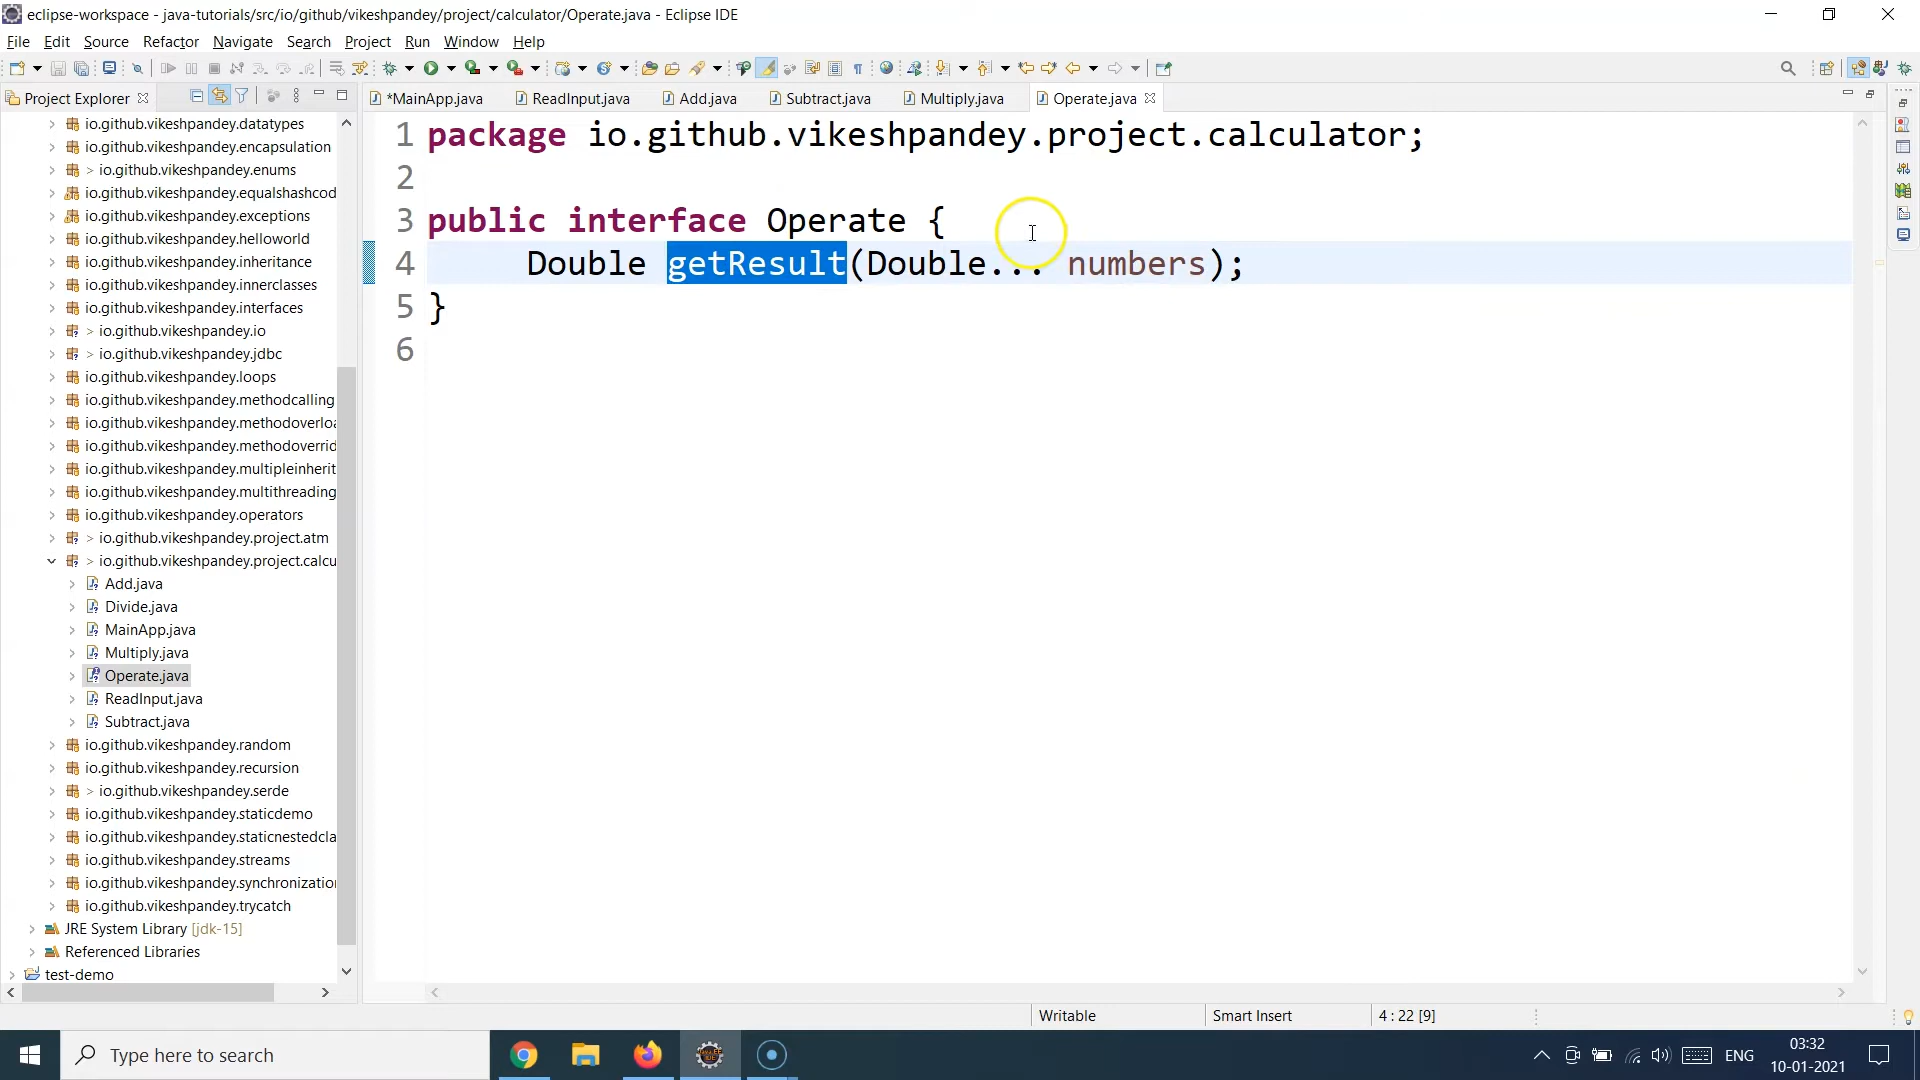 eclipse-workspace - java-tutorials/src/io/github/vikeshpandey/project/calculator/Operate.java - Eclipse IDE
File Edit Source Refactor Navigate Search Project Run Window Help
Project Explorer
*MainApp.java ReadInput.java Add.java Subtract.java Multiply.java Operate.java
io.github.vikeshpandey.datatypes
io.github.vikeshpandey.encapsulation
> io.github.vikeshpandey.enums
io.github.vikeshpandey.equalshashcod
io.github.vikeshpandey.exceptions
io.github.vikeshpandey.helloworld
io.github.vikeshpandey.inheritance
io.github.vikeshpandey.innerclasses
io.github.vikeshpandey.interfaces
> io.github.vikeshpandey.io
> io.github.vikeshpandey.jdbc
io.github.vikeshpandey.loops
io.github.vikeshpandey.methodcalling
io.github.vikeshpandey.methodoverloa
io.github.vikeshpandey.methodoverrid
io.github.vikeshpandey.multipleinherit
io.github.vikeshpandey.multithreading
io.github.vikeshpandey.operators
> io.github.vikeshpandey.project.atm
> io.github.vikeshpandey.project.calcu
Add.java
Divide.java
MainApp.java
Multiply.java
Operate.java
ReadInput.java
Subtract.java
io.github.vikeshpandey.random
io.github.vikeshpandey.recursion
> io.github.vikeshpandey.serde
io.github.vikeshpandey.staticdemo
io.github.vikeshpandey.staticnestedcla
io.github.vikeshpandey.streams
io.github.vikeshpandey.synchronization
io.github.vikeshpandey.trycatch
JRE System Library [jdk-15]
Referenced Libraries
test-demo
1 package io.github.vikeshpandey.project.calculator;
2
3 public interface Operate {
4 Double getResult(Double... numbers);
5 }
6
Writable Smart Insert 4 : 22 [9]
Type here to search
ENG
03:32
10-01-2021